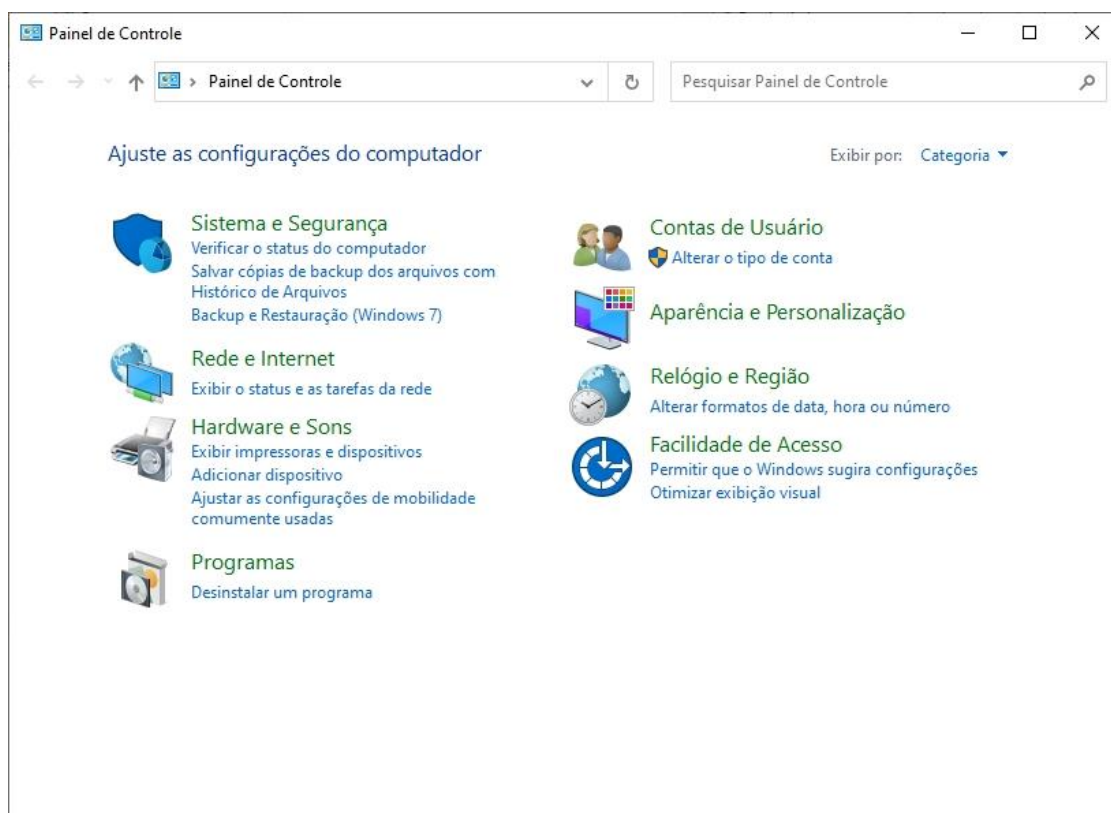 Painel de Controle
Painel de Controle
Pesquisar Painel de Controle
Ajuste as configurações do computador
Exibir por: Categoria
Sistema e Segurança
Verificar o status do computador
Salvar cópias de backup dos arquivos com
Histórico de Arquivos
Backup e Restauração (Windows 7)
Rede e Internet
Exibir o status e as tarefas da rede
Hardware e Sons
Exibir impressoras e dispositivos
Adicionar dispositivo
Ajustar as configurações de mobilidade
comumente usadas
Programas
Desinstalar um programa
Contas de Usuário
Alterar o tipo de conta
Aparência e Personalização
Relógio e Região
Alterar formatos de data, hora ou número
Facilidade de Acesso
Permitir que o Windows sugira configurações
Otimizar exibição visual